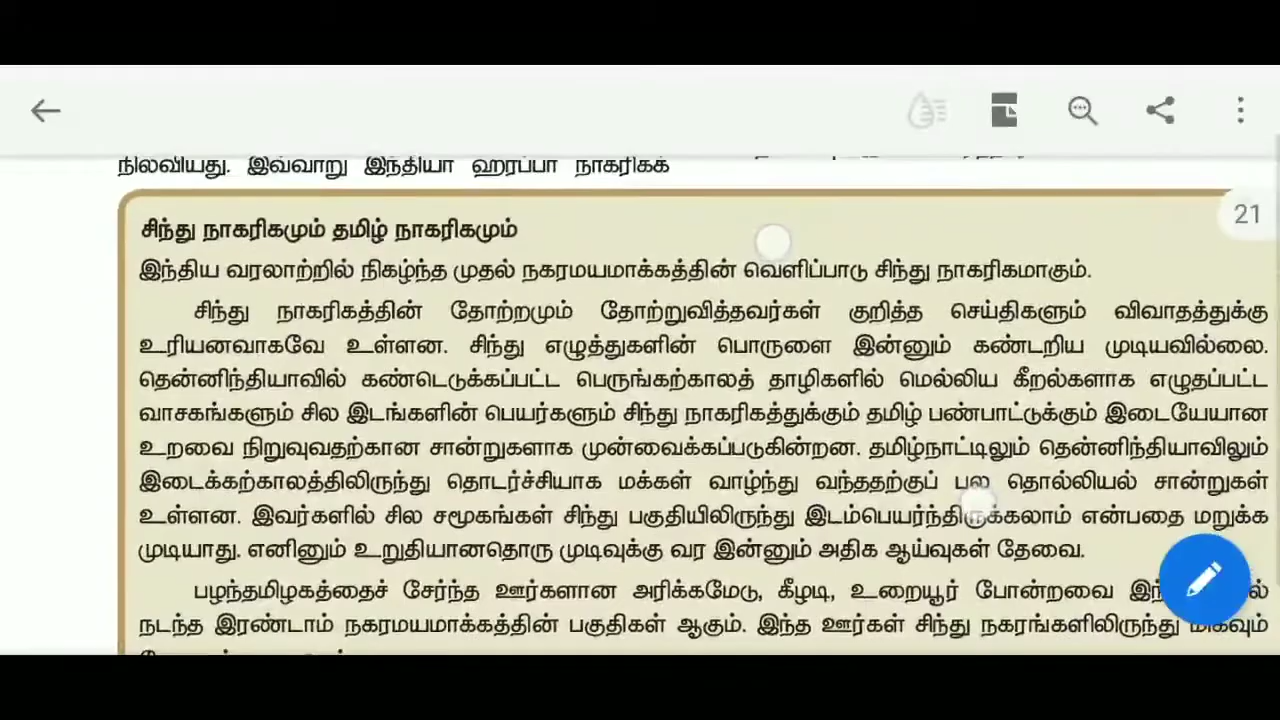 நிலவியது. இவ்வாறு இந்தியா ஹரப்பா நாகரிகக்
21
சிந்து நாகரிகமும் தமிழ் நாகரிகமும்
இந்திய வரலாற்றில் நிகழ்ந்த முதல் நகரமயமாக்கத்தின் வெளிப்பாடு சிந்து நாகரிகமாகும்.
சிந்து நாகரிகத்தின் தோற்றமும் தோற்றுவித்தவர்கள் குறித்த செய்திகளும் விவாதத்துக்கு
உரியனவாகவே உள்ளன. சிந்து எழுத்துகளின் பொருளை இன்னும் கண்டறிய முடியவில்லை.
தென்னிந்தியாவில் கண்டெடுக்கப்பட்ட பெருங்கற்காலத் தாழிகளில் மெல்லிய கீறல்களாக எழுதப்பட்ட
வாசகங்களும் சில இடங்களின் பெயர்களும் சிந்து நாகரிகத்துக்கும் தமிழ் பண்பாட்டுக்கும் இடையேயான
உறவை நிறுவுவதற்கான சான்றுகளாக முன்வைக்கப்படுகின்றன. தமிழ்நாட்டிலும் தென்னிந்தியாவிலும்
இடைக்கற்காலத்திலிருந்து தொடர்ச்சியாக மக்கள் வாழ்ந்து வந்ததற்குப் பல தொல்லியல் சான்றுகள்
உள்ளன. இவர்களில் சில சமூகங்கள் சிந்து பகுதியிலிருந்து இடம்பெயர்ந்திருக்கலாம் என்பதை மறுக்க
முடியாது. எனினும் உறுதியானதொரு முடிவுக்கு வர இன்னும் அதிக ஆய்வுகள் தேவை.
பழந்தமிழகத்தைச் சேர்ந்த ஊர்களான அரிக்கமேடு, கீழடி, உறையூர் போன்றவை
நடந்த இரண்டாம் நகரமயமாக்கத்தின் பகுதிகள் ஆகும். இந்த ஊர்கள் சிந்து நகரங்களிலிருந்து மிகவும்